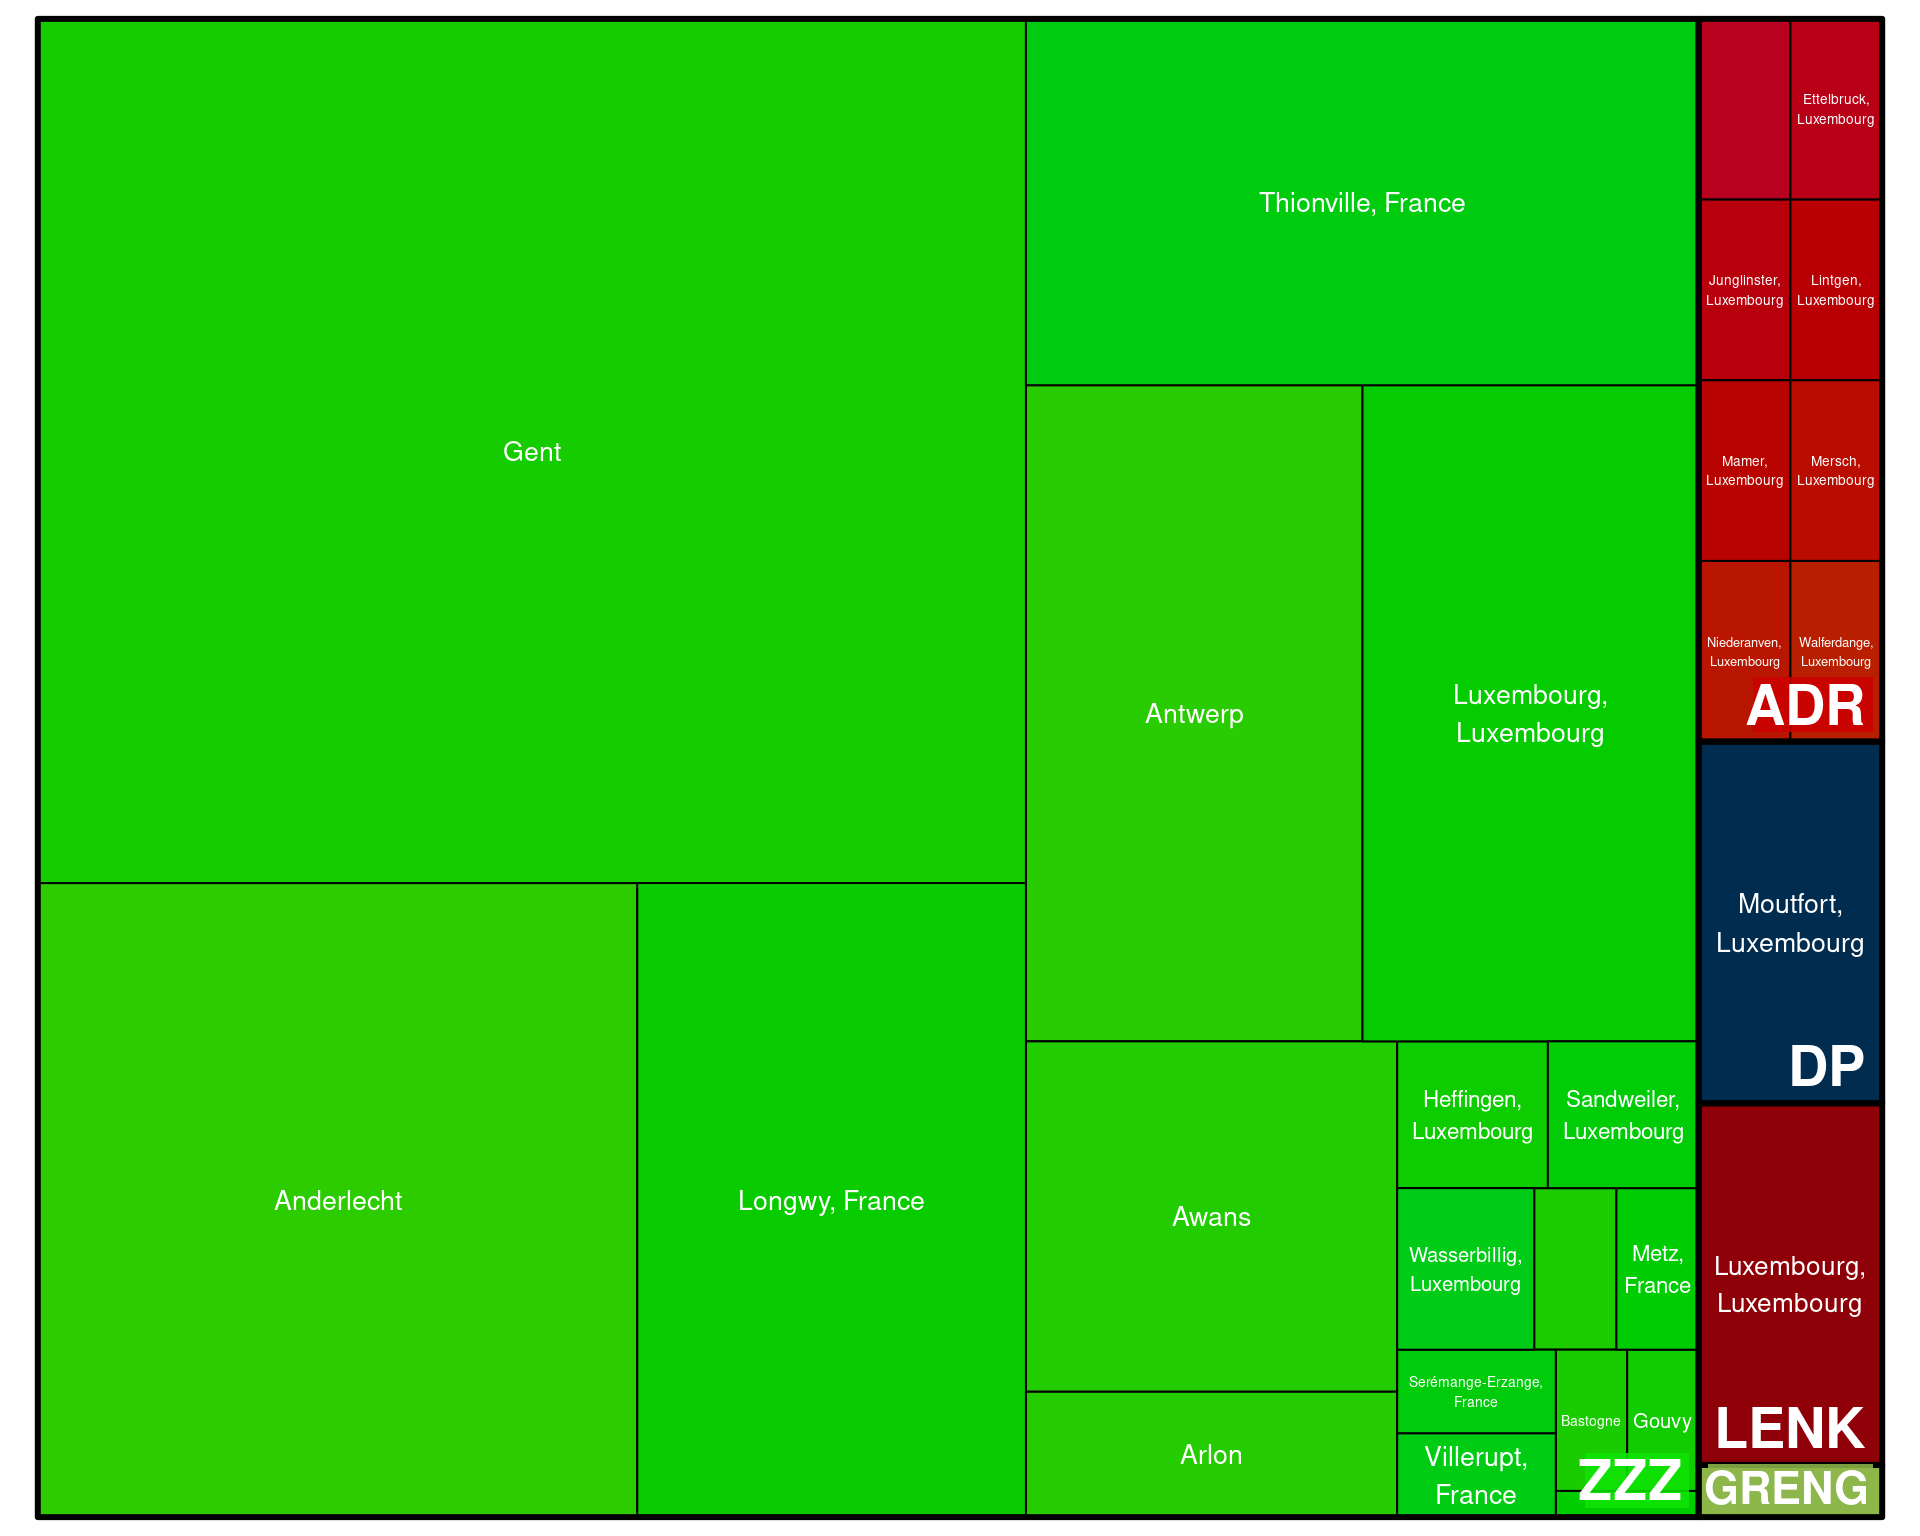 Gent
Thionville, France
Ettelbruck,
Luxembourg
Junglinster,
Luxembourg
Lintgen,
Luxembourg
Mamer,
Luxembourg
Mersch,
Luxembourg
Niederanven,
Luxembourg
Walferdange,
Luxembourg
ADR
Antwerp
Luxembourg,
Luxembourg
Moutfort,
Luxembourg
DP
Anderlecht
Longwy, France
Awans
Arlon
Heffingen,
Luxembourg
Sandweiler,
Luxembourg
Wasserbillig,
Luxembourg
Metz,
France
Serémange-Erzange,
France
Bastogne
Gouvy
Villerupt,
France
ZZZ
Luxembourg,
Luxembourg
LENK
GRENG